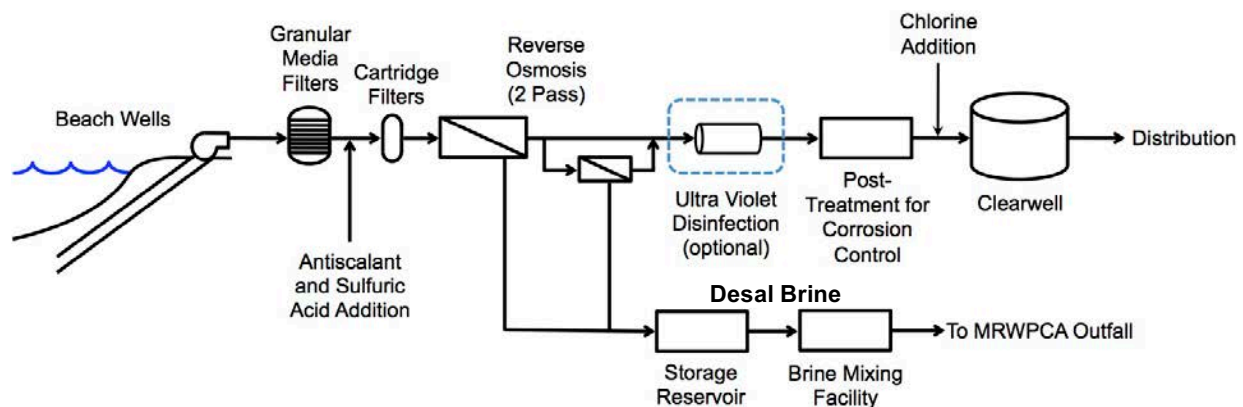 Beach Wells
Granular
Media
Filters
Antiscalant
and Sulfuric
Acid Addition
Cartridge
Filters
Reverse
Osmosis
(2 Pass)
Ultra Violet
Disinfection
(optional)
Post-
Treatment for
Corrosion
Control
Chlorine
Addition
Clearwell
Distribution
Desal Brine
Storage
Reservoir
Brine Mixing
Facility
To MRWPCA Outfall